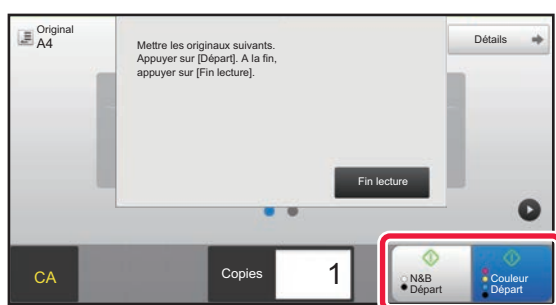 Original
A4
Mettre les originaux suivants.
Appuyer sur [Départ]. A la fin,
appuyer sur [Fin lecture].
Détails
Fin lecture
CA
Copies
1
N&B
Départ
Couleur
Départ